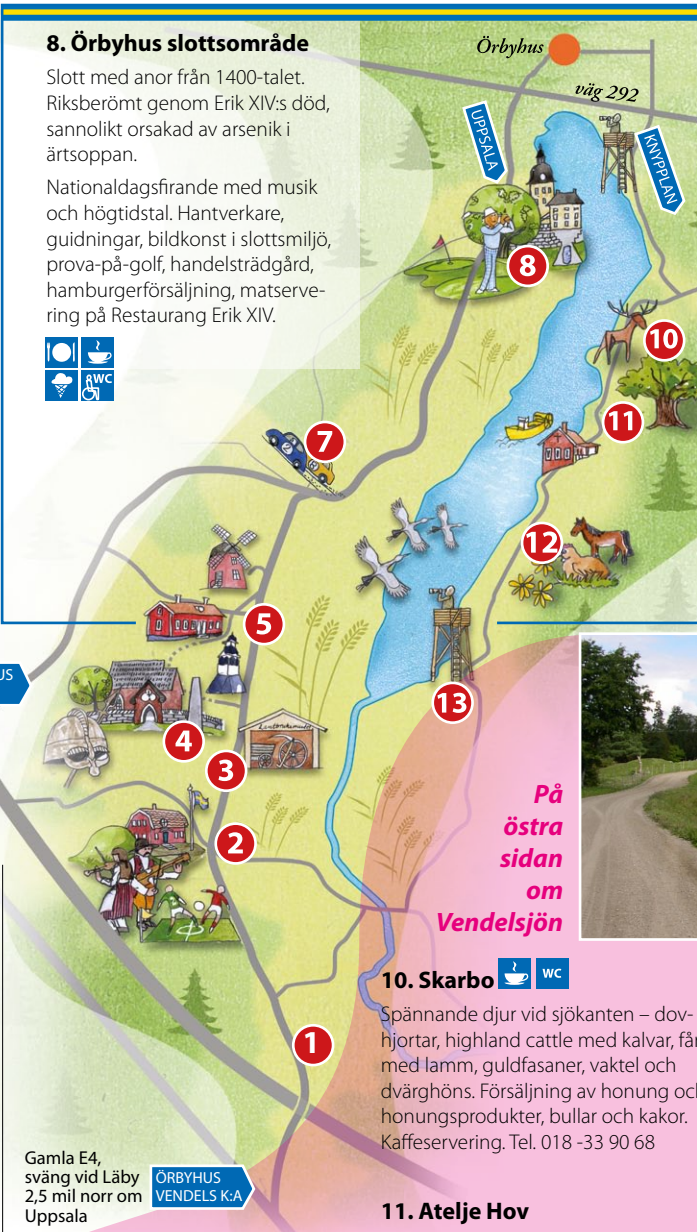 8. Örbyhus slottsområde
Slott med anor från 1400-talet.
Riksberömt genom Erik XIV:s död,
sannolikt orsakad av arsenik i
ärtsoppan.
Nationaldagsfirande med musik
och högtidstal. Hantverkare,
guidningar, bildkonst i slottsmiljö,
prova-på-golf, handelsträdgård,
hamburgerförsäljning, matserve-
ring på Restaurang Erik XIV.
WC
Örbyhus
väg 292
UPPSALA
KNYPPLAN
8
10
11
7
12
5
US
13
4
3
2
1
På
östra
sidan
om
Vendelsjön
10. Skarbo WC
Spännande djur vid sjökanten – dov-
hjortar, highland cattle med kalvar, får
med lamm, guldfasaner, vaktel och
dvärghöns. Försäljning av honung och
honungsprodukter, bullar och kakor.
Kaffeservering. Tel. 018 -33 90 68
11. Atelje Hov
Gamla E4,
sväng vid Läby
2,5 mil norr om
Uppsala
ÖRBYHUS
VENDELS K:A